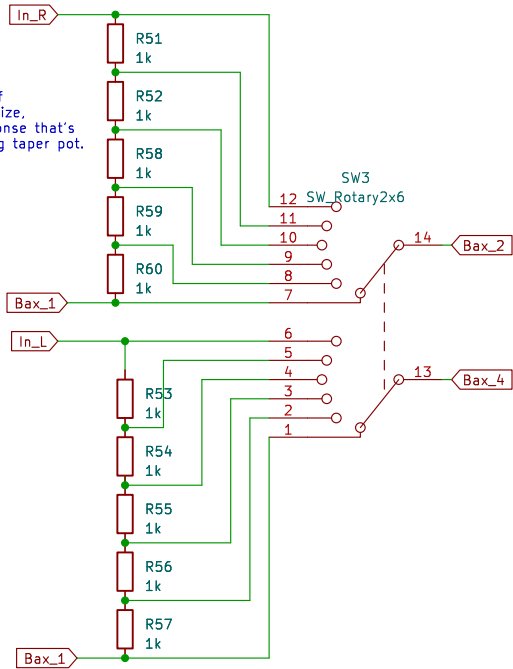 In_R
R51
1k
R52
1k
ize,
onse that's
g taper pot.
R58
1k
R59
1k
R60
1k
SW3
SW_Rotary2x6
12
11
10
9
8
7
14
Bax_2
Bax_1
In_L
6
5
4
3
2
1
13
Bax_4
R53
1k
R54
1k
R55
1k
R56
1k
R57
1k
Bax_1